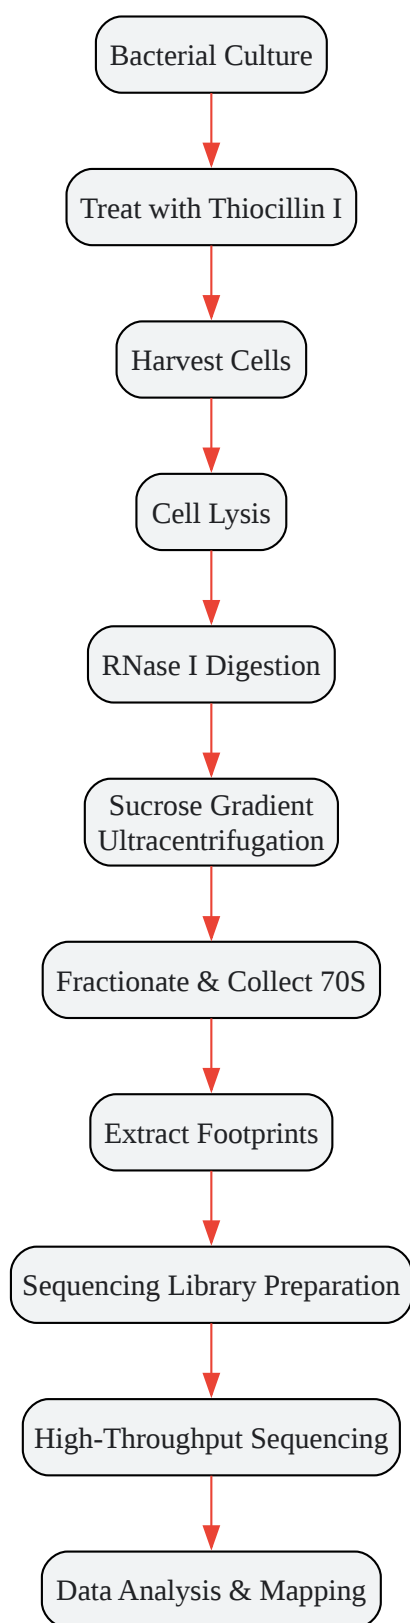 Bacterial Culture
Treat with Thiocillin I
Harvest Cells
Cell Lysis
RNase I Digestion
Sucrose Gradient
Ultracentrifugation
Fractionate & Collect 70S
Extract Footprints
Sequencing Library Preparation
High-Throughput Sequencing
Data Analysis & Mapping